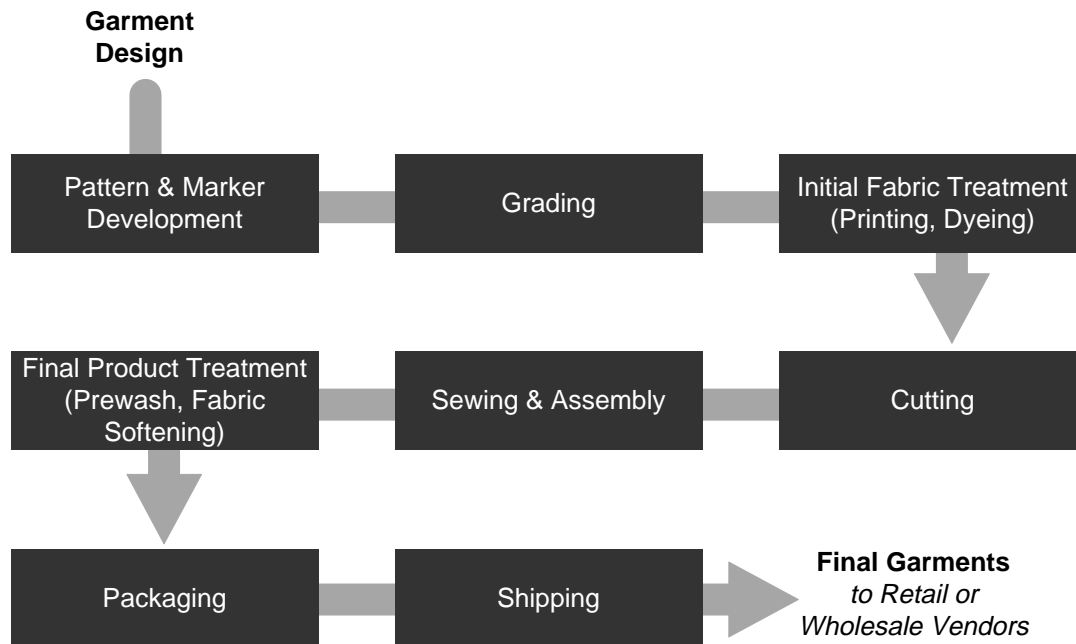 Garment
Design
Pattern & Marker
Development
Grading
Initial Fabric Treatment
(Printing, Dyeing)
Final Product Treatment
(Prewash, Fabric
Softening)
Sewing & Assembly
Cutting
Packaging
Shipping
Final Garments
to Retail or
Wholesale Vendors